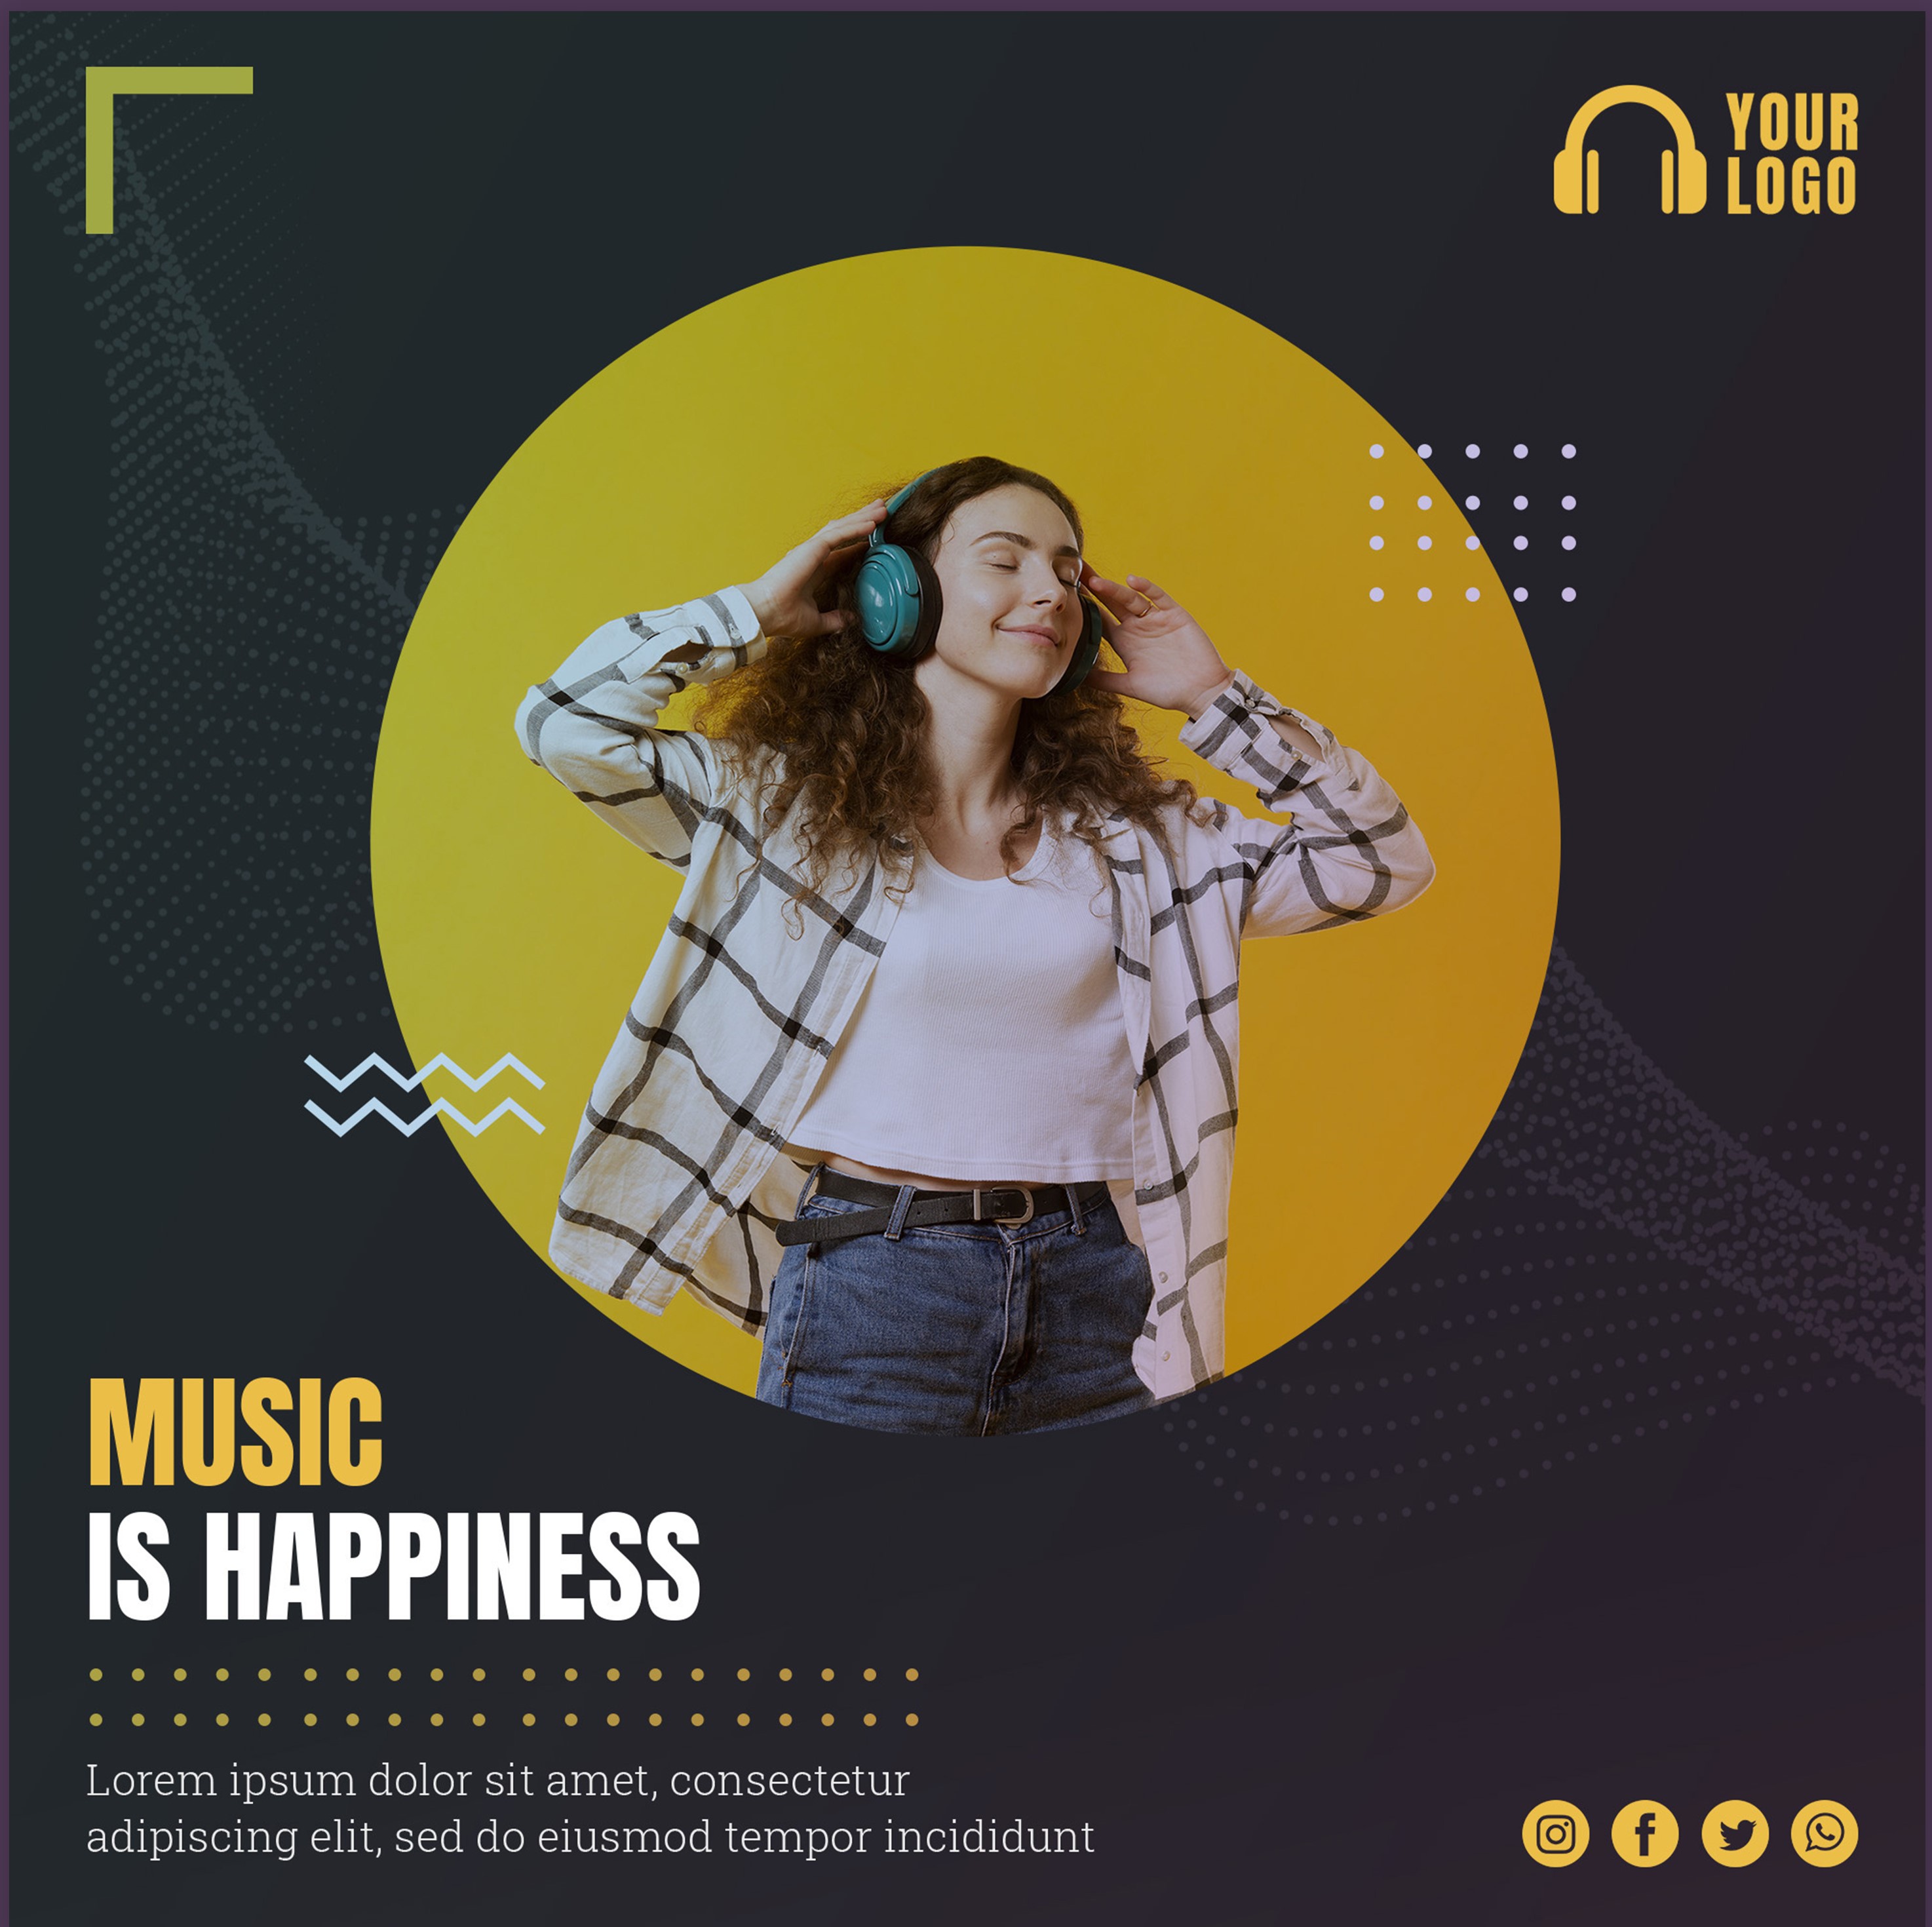 YOUR
LOGO
MUSIC
IS HAPPINESS
Lorem ipsum dolor sit amet, consectetur
adipiscing elit, sed do eiusmod tempor incididunt